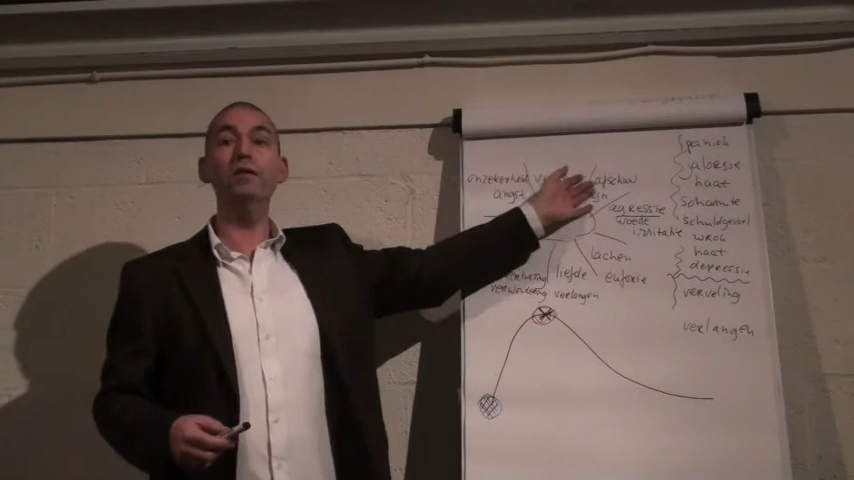 onzekerheid
angst
afschuw
agressie
woede
irritatie
lachen
euforie
liefde
verlangen
verwondering
paniek
jaloesie
haat
schaamte
schuldgevoel
wrok
haat
depressie
verveling
verlangen